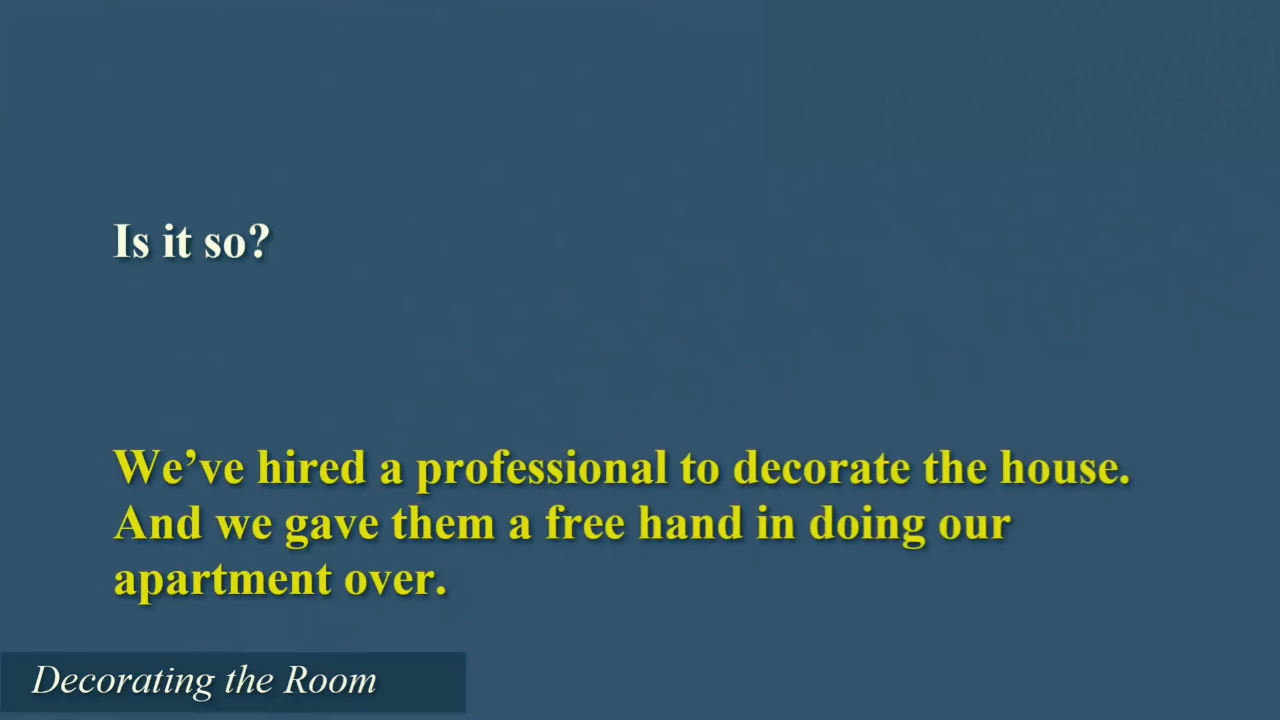 Is it so?
We’ve hired a professional to decorate the house.
And we gave them a free hand in doing our
apartment over.
Decorating the Room